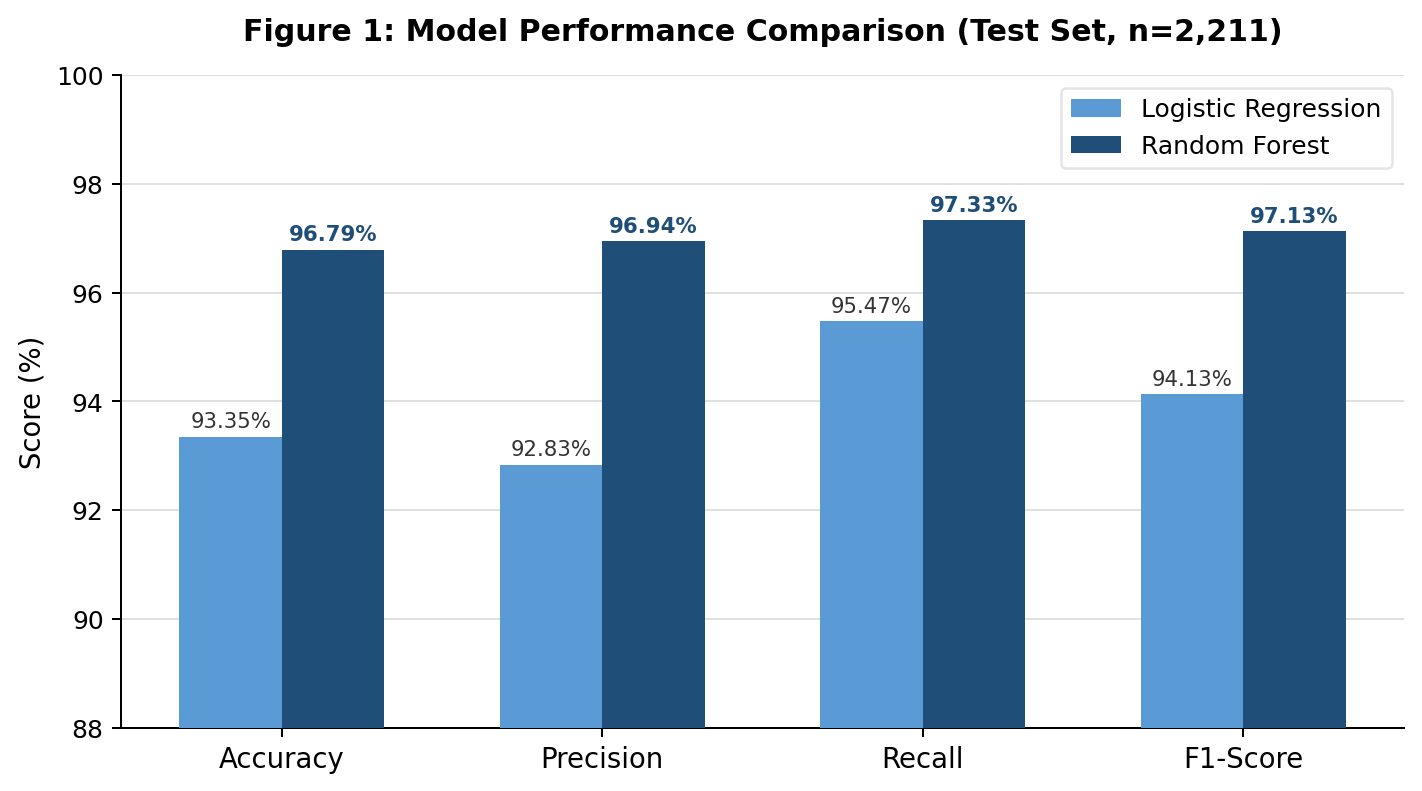 Figure 1: Model Performance Comparison (Test Set, n=2,211)
100
98
96
94
92
90
88
Score (%)
Logistic Regression
Random Forest
93.35%
96.79%
92.83%
96.94%
95.47%
97.33%
94.13%
97.13%
Accuracy
Precision
Recall
F1-Score